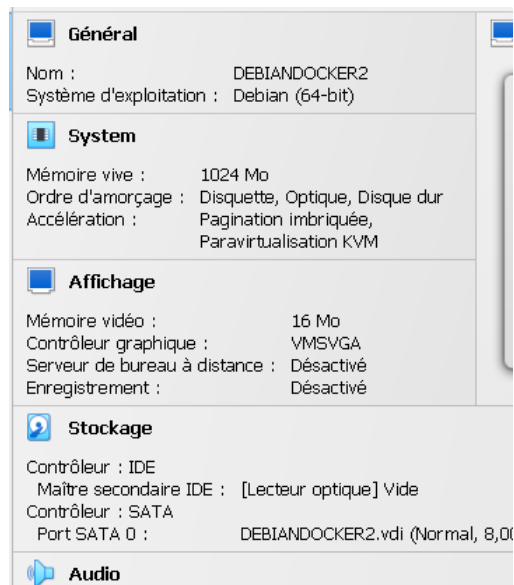 Général
Nom : DEBIANDOCKER2
Système d'exploitation : Debian (64-bit)
System
Mémoire vive : 1024 Mo
Ordre d'amorçage : Disquette, Optique, Disque dur
Accélération : Pagination imbriquée,
Paravirtualisation KVM
Affichage
Mémoire vidéo : 16 Mo
Contrôleur graphique : VMSVGA
Serveur de bureau à distance : Désactivé
Enregistrement : Désactivé
Stockage
Contrôleur : IDE
Maître secondaire IDE : [Lecteur optique] Vide
Contrôleur : SATA
Port SATA 0 : DEBIANDOCKER2.vdi (Normal, 8,00
Audio